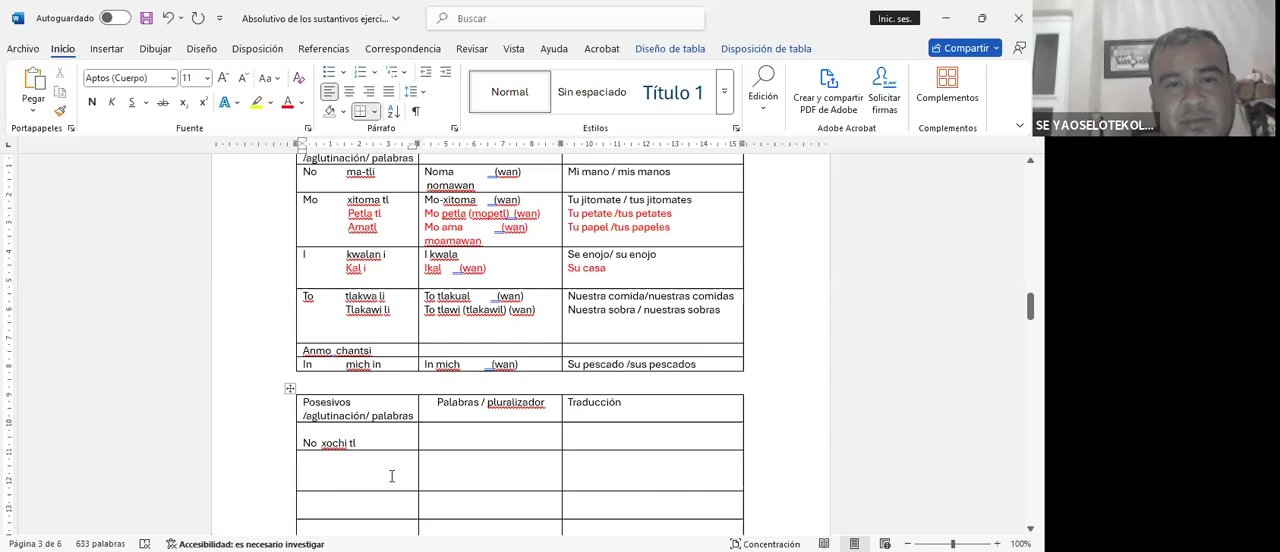 Autoguardado
Absolutivo de los sustantivos ejerci...
Buscar
Inic. ses.
Archivo Inicio Insertar Dibujar Diseño Disposición Referencias Correspondencia Revisar Vista Ayuda Acrobat Diseño de tabla Disposición de tabla
Compartir
Pegar
Aptos (Cuerpo) 11
N K S
Normal
Sin espaciado
Título 1
Edición
Crear y compartir
PDF de Adobe
Solicitar
firmas
Complementos
Portapapeles Fuente Párrafo Estilos Adobe Acrobat Complementos
SE YAOSELOTEKOL...
/aglutinación/ palabras
No ma-tli Noma (wan) Mi mano / mis manos
nomawan
Mo xitoma tl Mo-xitoma (wan) Tu jitomate / tus jitomates
Petla tl Mo petla (mopetl) (wan) Tu petate /tus petates
Amatl Mo ama (wan) Tu papel /tus papeles
moamawan
I kwalan i I kwala Se enojo/ su enojo
Kal i Ikal (wan) Su casa
To tlakwa li To tlakual (wan) Nuestra comida/nuestras comidas
Tlakawi li To tlawi (tlakawil) (wan) Nuestra sobra / nuestras sobras
Anmo chantsi
In mich in In mich (wan) Su pescado /sus pescados
Posesivos Palabras / pluralizador Traducción
/aglutinación/ palabras
No xochi tl
Página 3 de 6 633 palabras Accesibilidad: es necesario investigar Concentración 100%